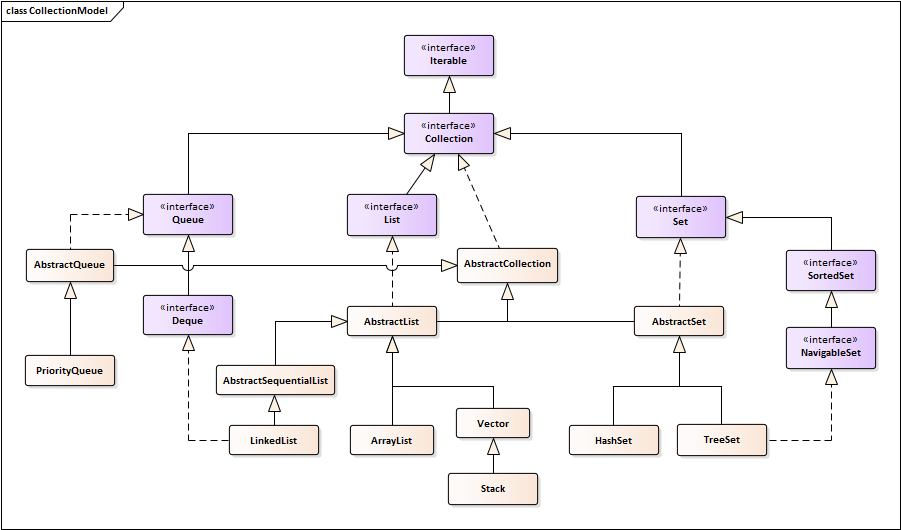 class CollectionModel
«interface»
Iterable
«interface»
Collection
«interface»
Queue
«interface»
List
«interface»
Set
AbstractQueue
AbstractCollection
«interface»
SortedSet
«interface»
Deque
AbstractList
AbstractSet
«interface»
NavigableSet
PriorityQueue
AbstractSequentialList
LinkedList
ArrayList
Vector
HashSet
TreeSet
Stack